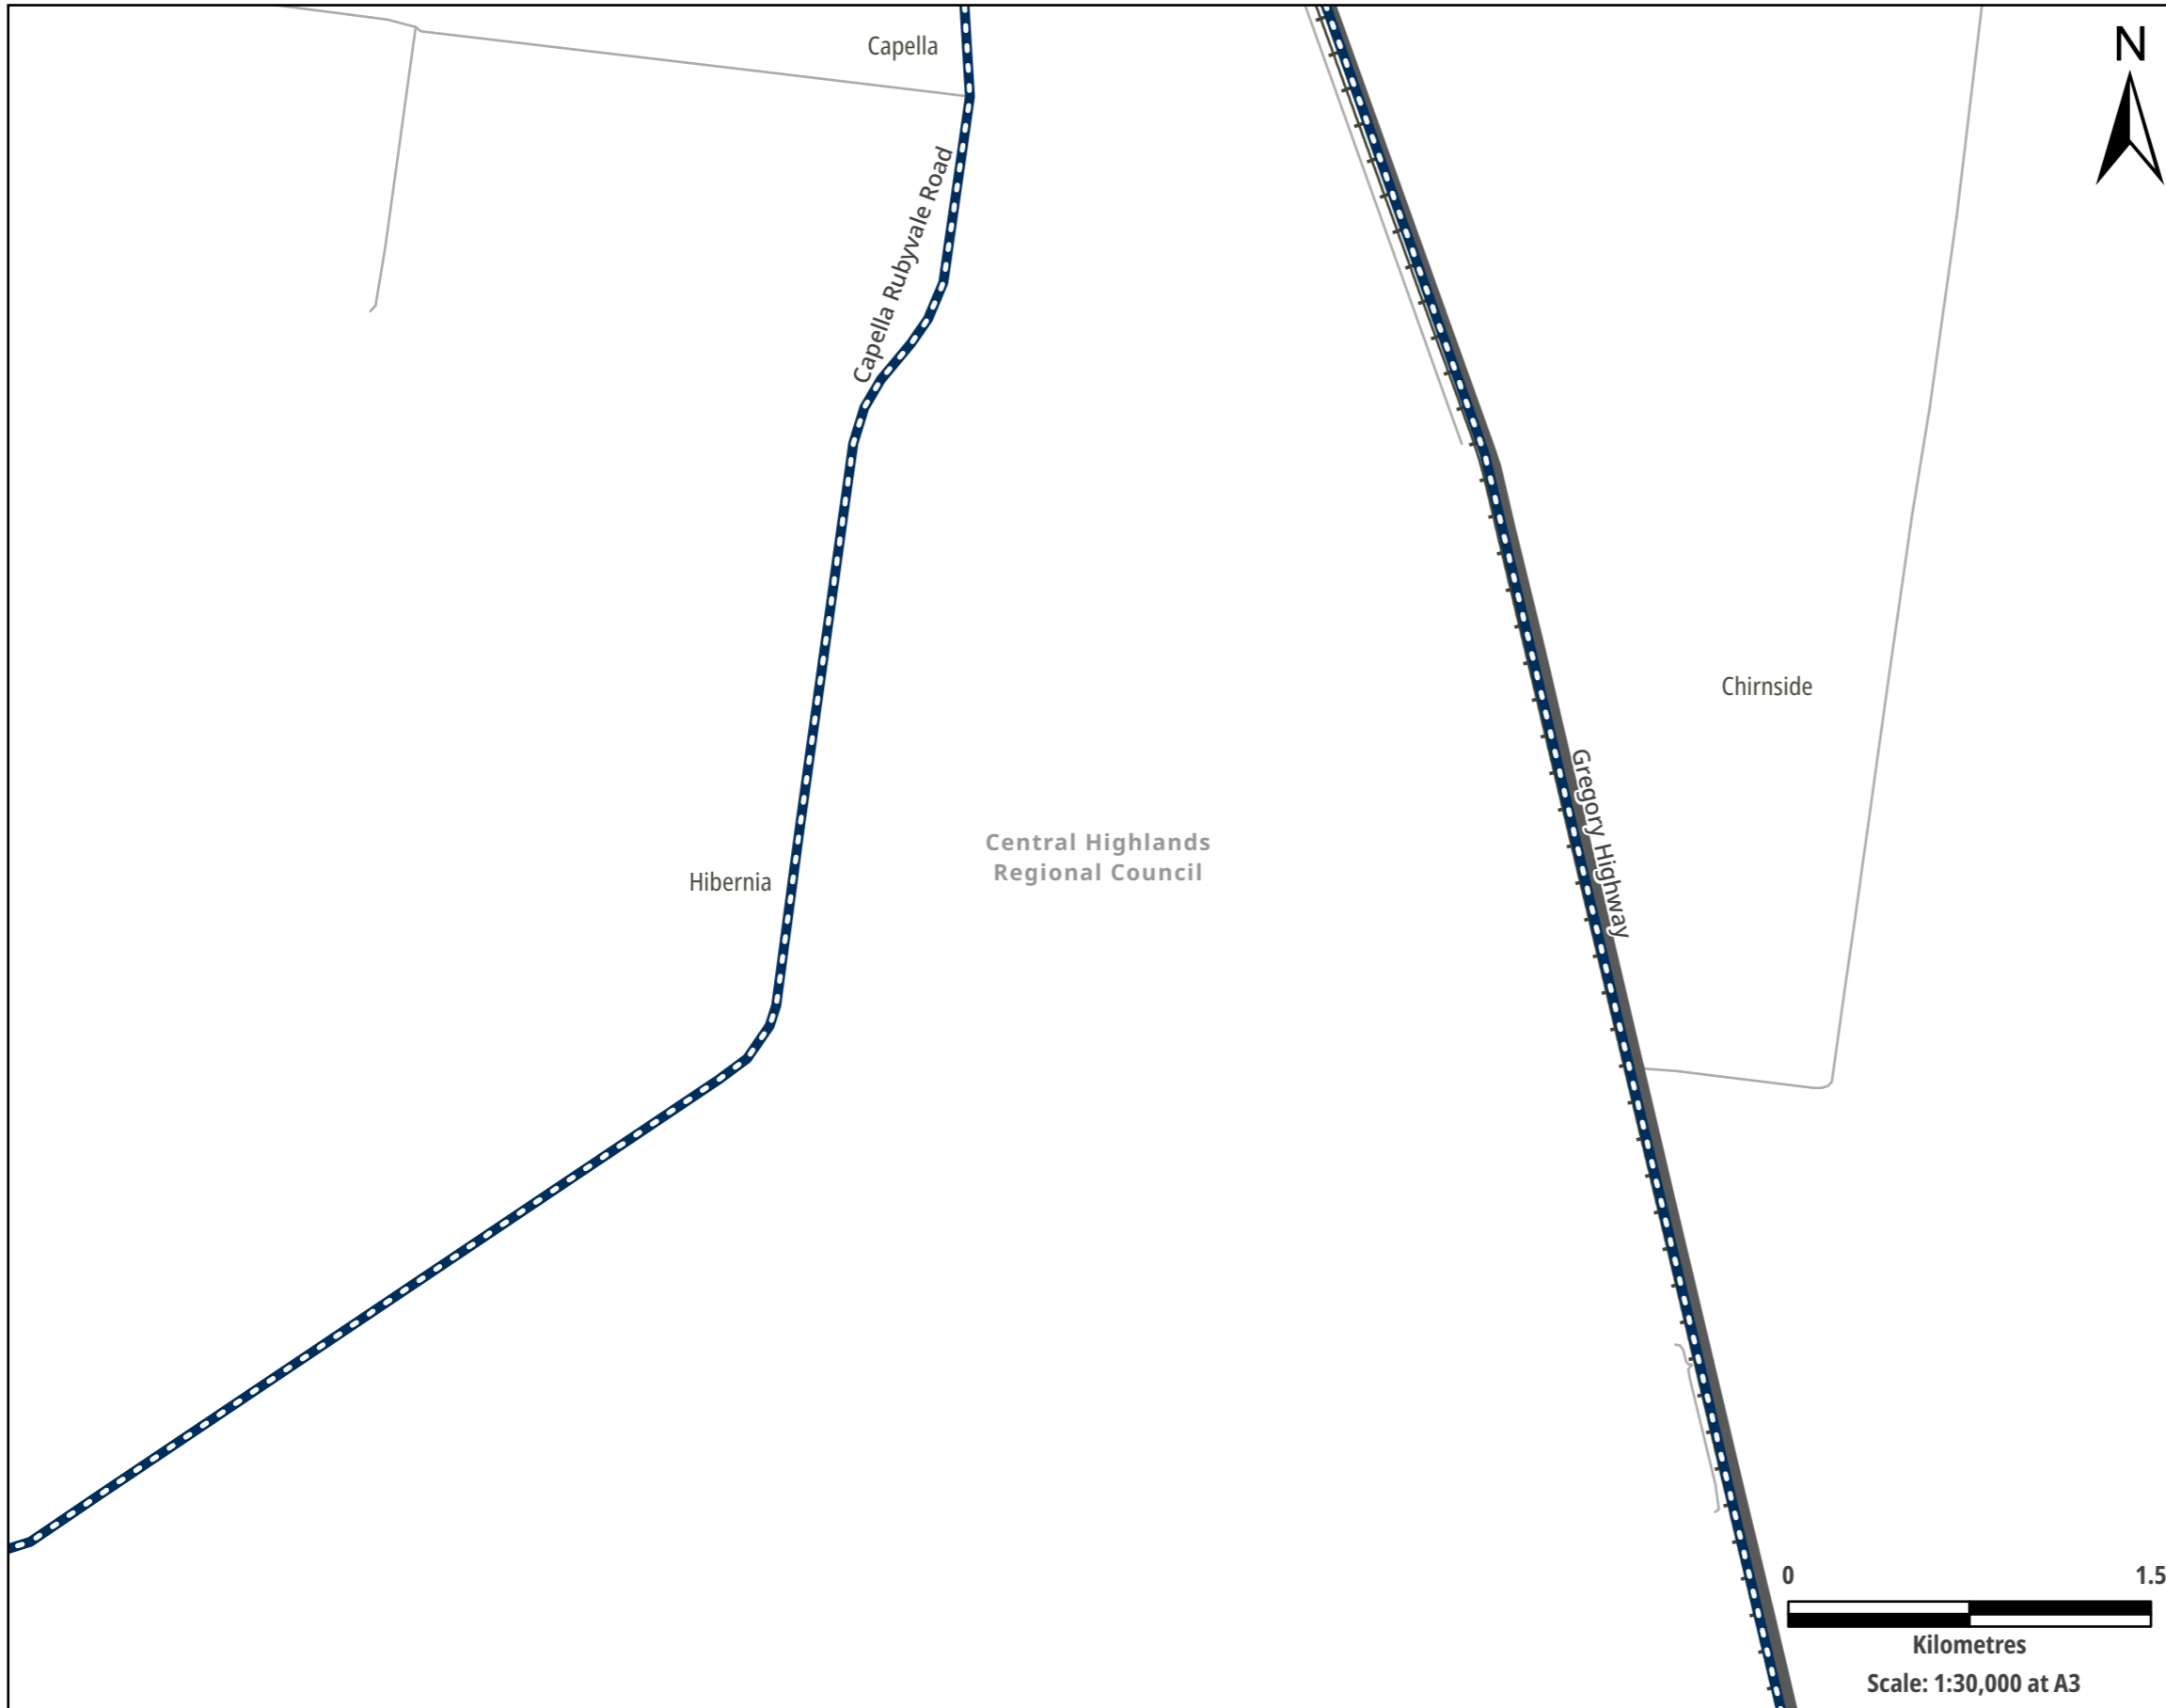 N
Capella
Capella Rubyvale Road
Chirnside
Gregory Highway
Central Highlands
Regional Council
Hibernia
0 1.5
Kilometres
Scale: 1:30,000 at A3